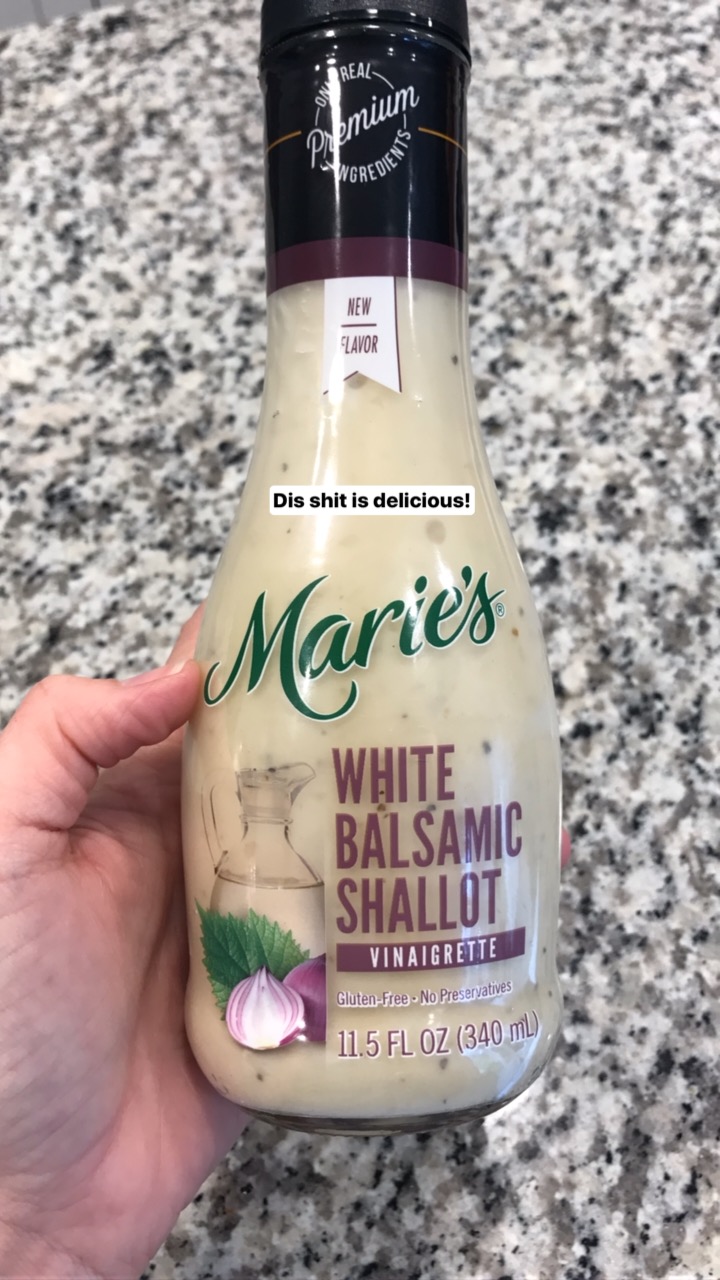 ONLY REAL
Premium
INGREDIENTS
NEW
FLAVOR
Dis shit is delicious!
Marie's®
WHITE
BALSAMIC
SHALLOT
VINAIGRETTE
Gluten-Free • No Preservatives
11.5 FL OZ (340 mL)